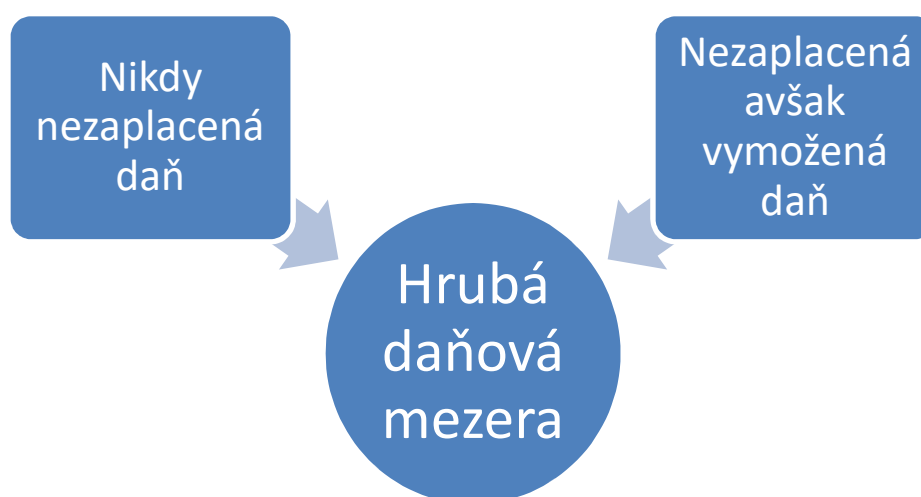 Nikdy
nezaplacená
daň
Nezaplacená
avšak
vymožená
daň
Hrubá
daňová
mezera